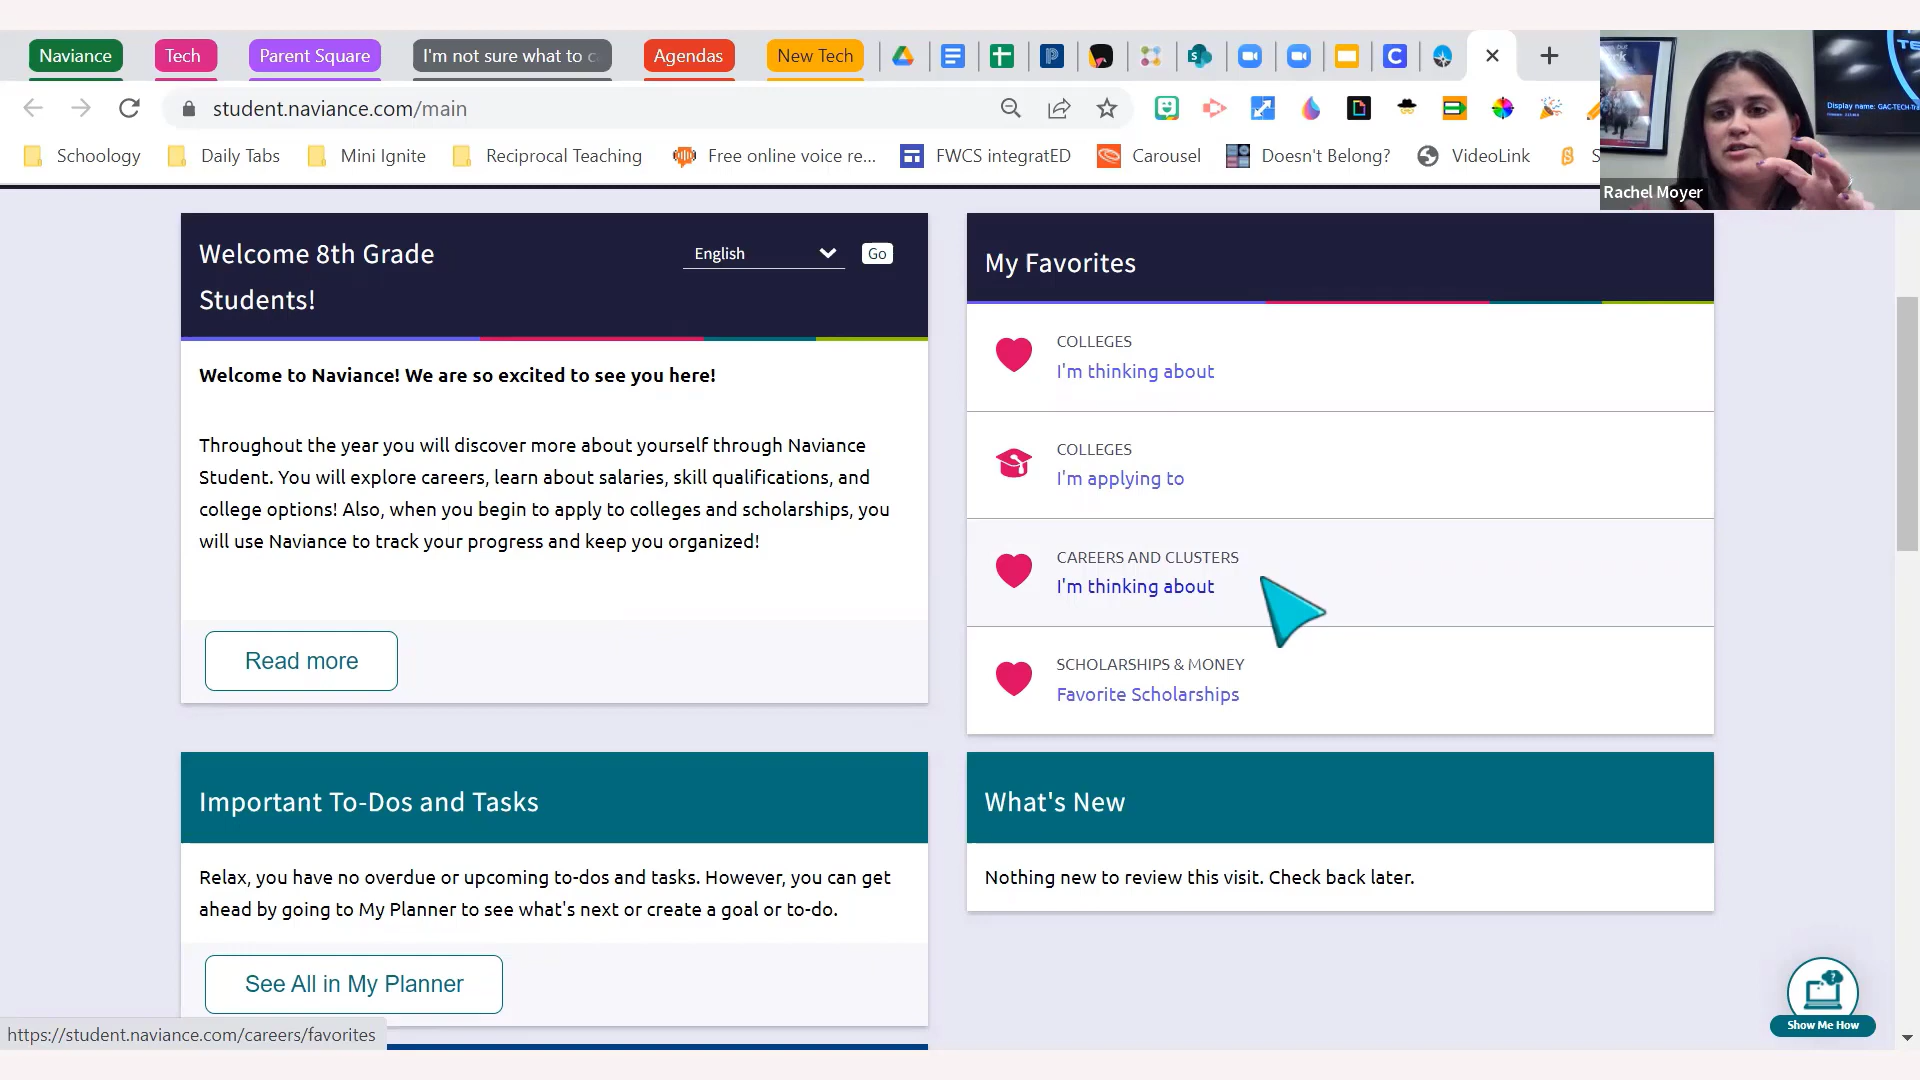 Naviance
Tech
Parent Square
I'm not sure what to c
Agendas
New Tech
student.naviance.com/main
Schoology
Daily Tabs
Mini Ignite
Reciprocal Teaching
Free online voice re...
FWCS integratED
Carousel
Doesn't Belong?
VideoLink
S
Display name: GAC-TECH-Tra
Rachel Moyer
Welcome 8th Grade
Students!
English
Go
Welcome to Naviance! We are so excited to see you here!
Throughout the year you will discover more about yourself through Naviance
Student. You will explore careers, learn about salaries, skill qualifications, and
college options! Also, when you begin to apply to colleges and scholarships, you
will use Naviance to track your progress and keep you organized!
Read more
My Favorites
COLLEGES
I'm thinking about
COLLEGES
I'm applying to
CAREERS AND CLUSTERS
I'm thinking about
SCHOLARSHIPS & MONEY
Favorite Scholarships
Important To-Dos and Tasks
Relax, you have no overdue or upcoming to-dos and tasks. However, you can get
ahead by going to My Planner to see what's next or create a goal or to-do.
See All in My Planner
What's New
Nothing new to review this visit. Check back later.
Show Me How
https://student.naviance.com/careers/favorites